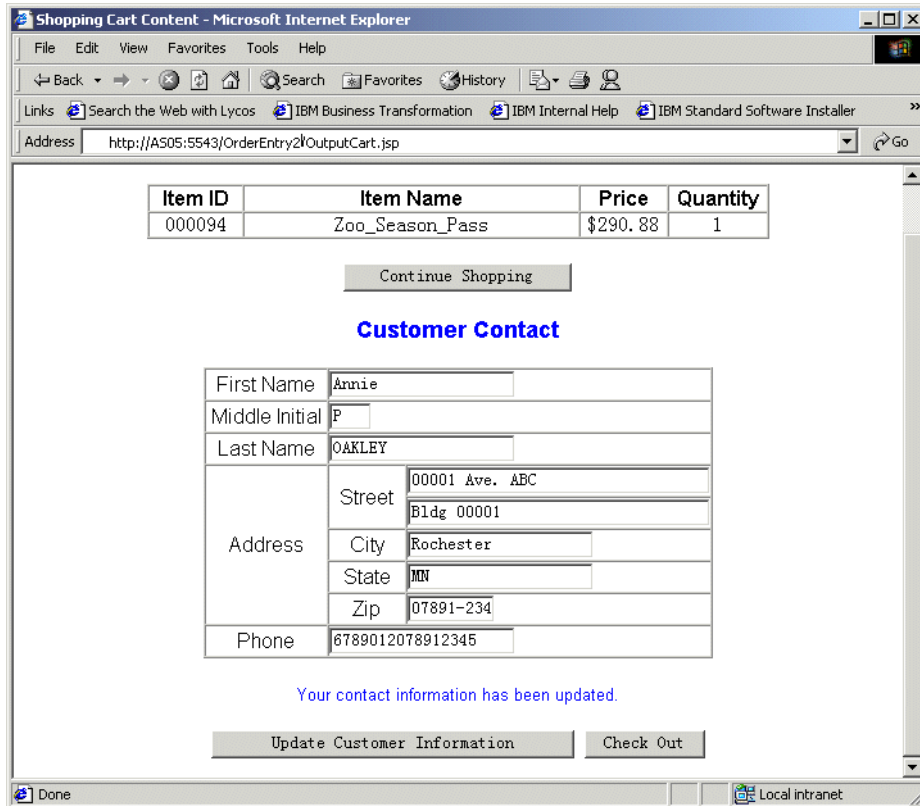 Shopping Cart Content - Microsoft Internet Explorer
File Edit View Favorites Tools Help
Back Search Favorites History
Links Search the Web with Lycos IBM Business Transformation IBM Internal Help IBM Standard Software Installer »
Address http://AS05:5543/OrderEntry2/OutputCart.jsp Go
Item ID Item Name Price Quantity
000094 Zoo_Season_Pass $290.88 1
Continue Shopping
Customer Contact
First Name Annie
Middle Initial P
Last Name OAKLEY
Address Street 00001 Ave. ABC
Bldg 00001
City Rochester
State MN
Zip 07891-234
Phone 6789012078912345
Your contact information has been updated.
Update Customer Information Check Out
Done Local intranet